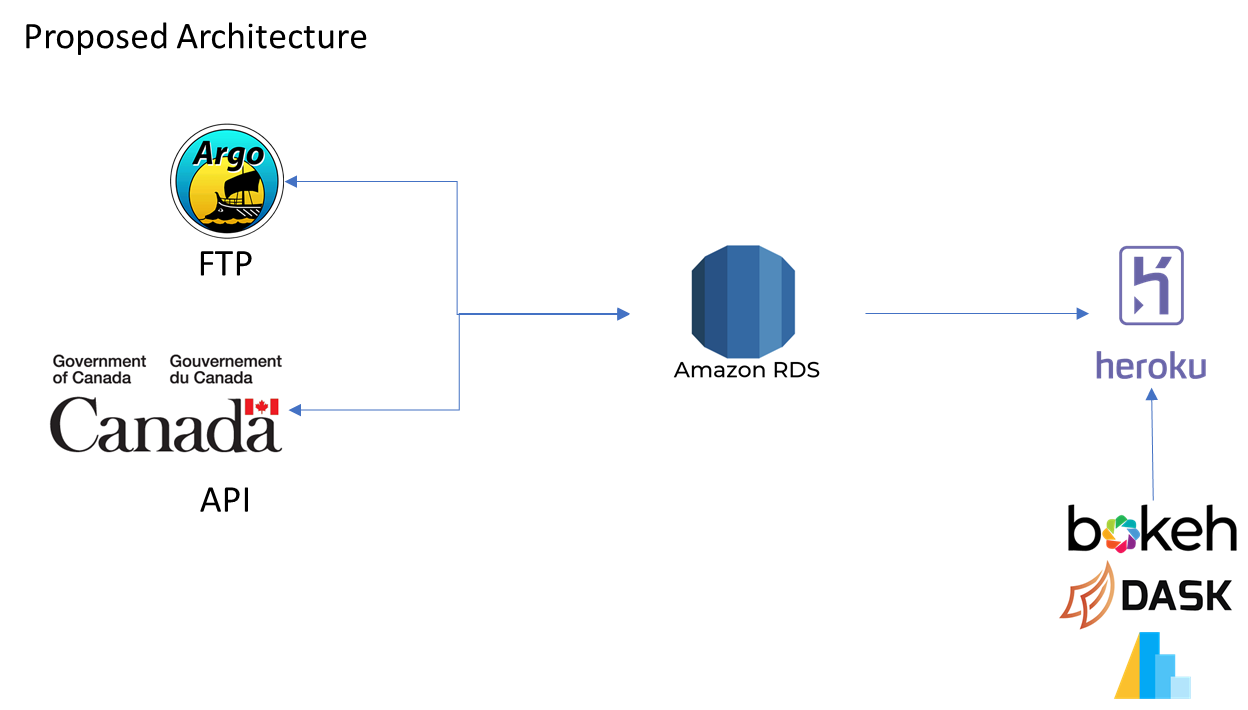 Proposed Architecture
Argo
FTP
Government of Canada
Gouvernement du Canada
Canada
API
Amazon RDS
heroku
bokeh
DASK